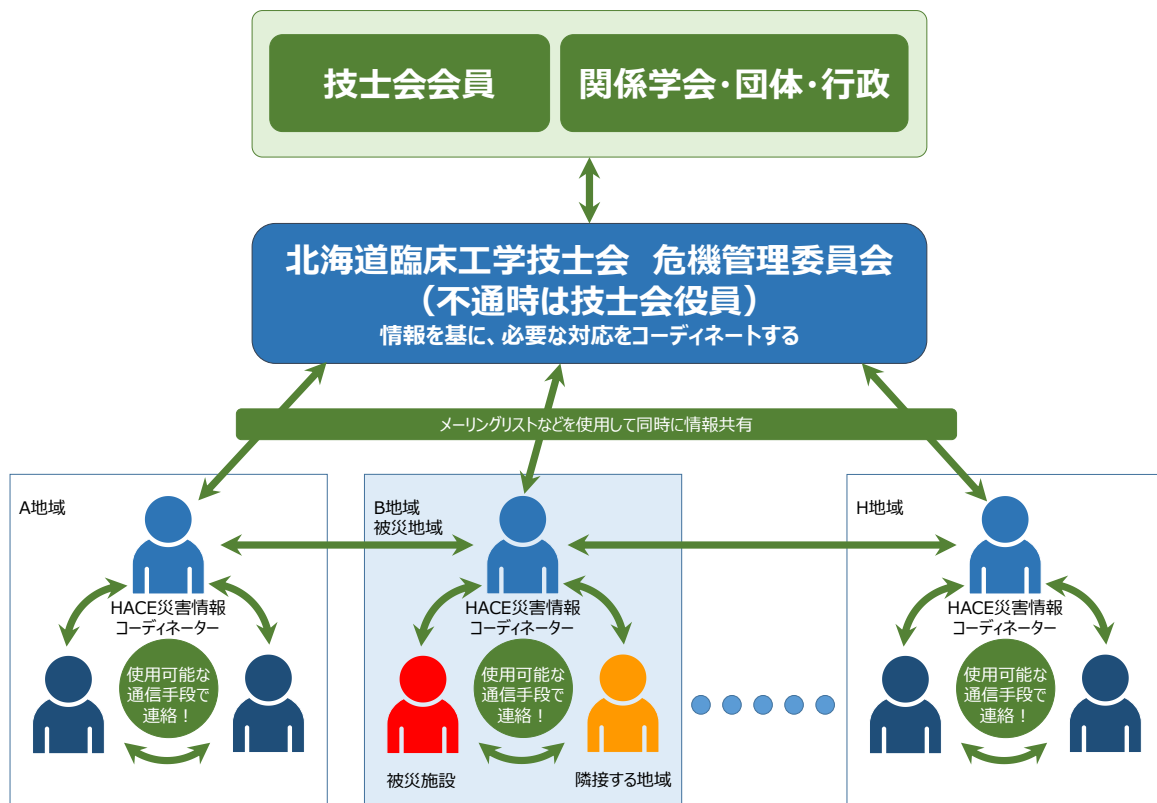 技士会会員
関係学会・団体・行政
北海道臨床工学技士会　危機管理委員会
（不通時は技士会役員）
情報を基に、必要な対応をコーディネートする
メーリングリストなどを使用して同時に情報共有
A地域
HACE災害情報
コーディネーター
使用可能な
通信手段で
連絡！
B地域
被災地域
HACE災害情報
コーディネーター
使用可能な
通信手段で
連絡！
被災施設
隣接する地域
H地域
HACE災害情報
コーディネーター
使用可能な
通信手段で
連絡！